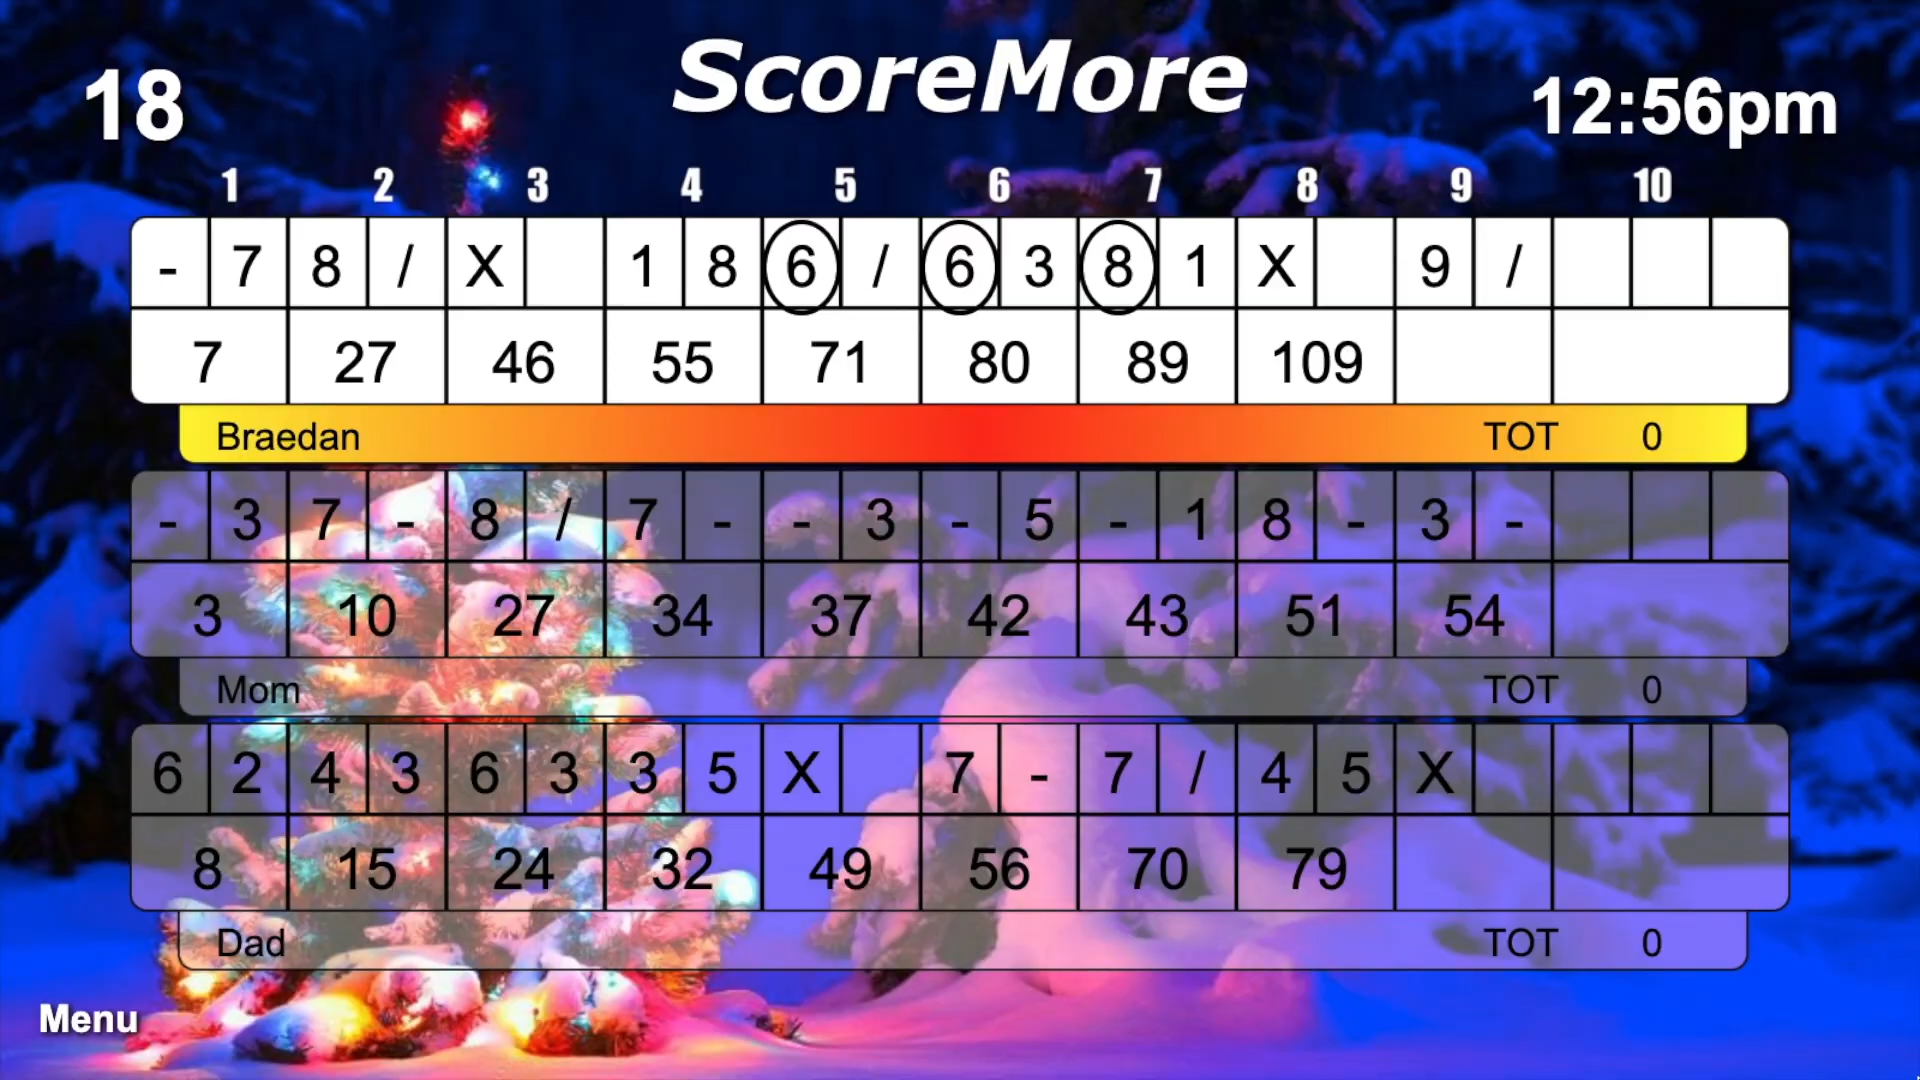 18 ScoreMore 12:56pm
1 2 3 4 5 6 7 8 9 10
- 7 8 / X 1 8 6 / 6 3 8 1 X 9 /
7 27 46 55 71 80 89 109
Braedan TOT 0
- 3 7 - 8 / 7 - - 3 - 5 - 1 8 - 3 -
3 10 27 34 37 42 43 51 54
Mom TOT 0
6 2 4 3 6 3 3 5 X 7 - 7 / 4 5 X
8 15 24 32 49 56 70 79
Dad TOT 0
Menu